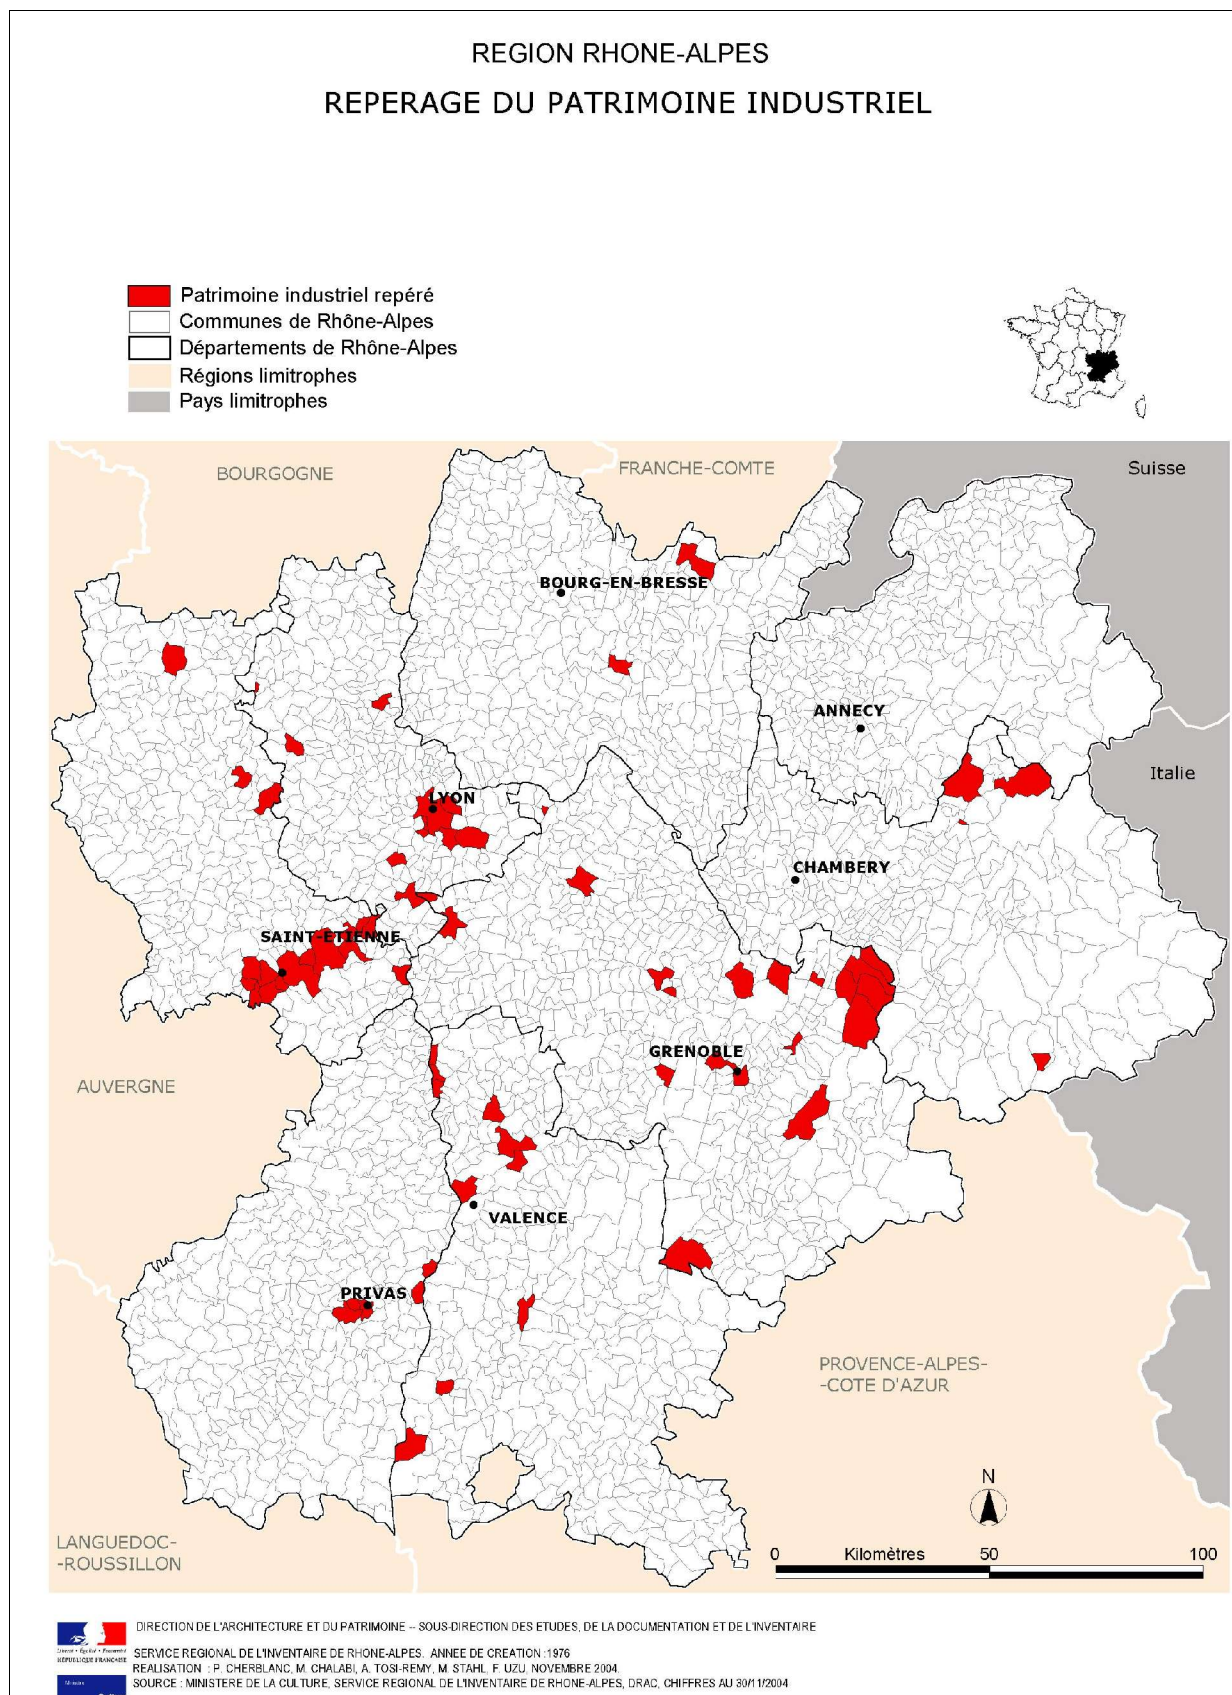 REGION RHONE-ALPES
REPERAGE DU PATRIMOINE INDUSTRIEL
Patrimoine industriel repéré
Communes de Rhône-Alpes
Départements de Rhône-Alpes
Régions limitrophes
Pays limitrophes
BOURGOGNE
FRANCHE-COMTE
Suisse
BOURG-EN-BRESSE
ANNECY
Italie
LYON
CHAMBERY
SAINT-ETIENNE
GRENOBLE
AUVERGNE
VALENCE
PRIVAS
PROVENCE-ALPES-
-COTE D'AZUR
N
LANGUEDOC-
-ROUSSILLON
0 Kilomètres 50 100
DIRECTION DE L'ARCHITECTURE ET DU PATRIMOINE -- SOUS-DIRECTION DES ETUDES, DE LA DOCUMENTATION ET DE L'INVENTAIRE
Liberté • Égalité • Fraternité
RÉPUBLIQUE FRANÇAISE
SERVICE REGIONAL DE L'INVENTAIRE DE RHONE-ALPES. ANNEE DE CREATION :1976
REALISATION : P. CHERBLANC, M. CHALABI, A. TOSI-REMY, M. STAHL, F. UZU, NOVEMBRE 2004.
SOURCE : MINISTERE DE LA CULTURE, SERVICE REGIONAL DE L'INVENTAIRE DE RHONE-ALPES, DRAC, CHIFFRES AU 30/11/2004